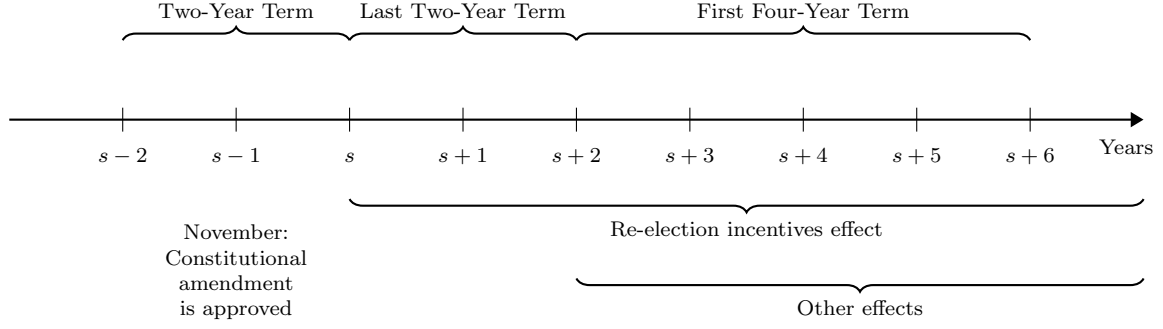 Two-Year Term
Last Two-Year Term
First Four-Year Term
s − 2
s − 1
s
s + 1
s + 2
s + 3
s + 4
s + 5
s + 6
Years
Re-election incentives effect
November:
Constitutional
amendment
is approved
Other effects